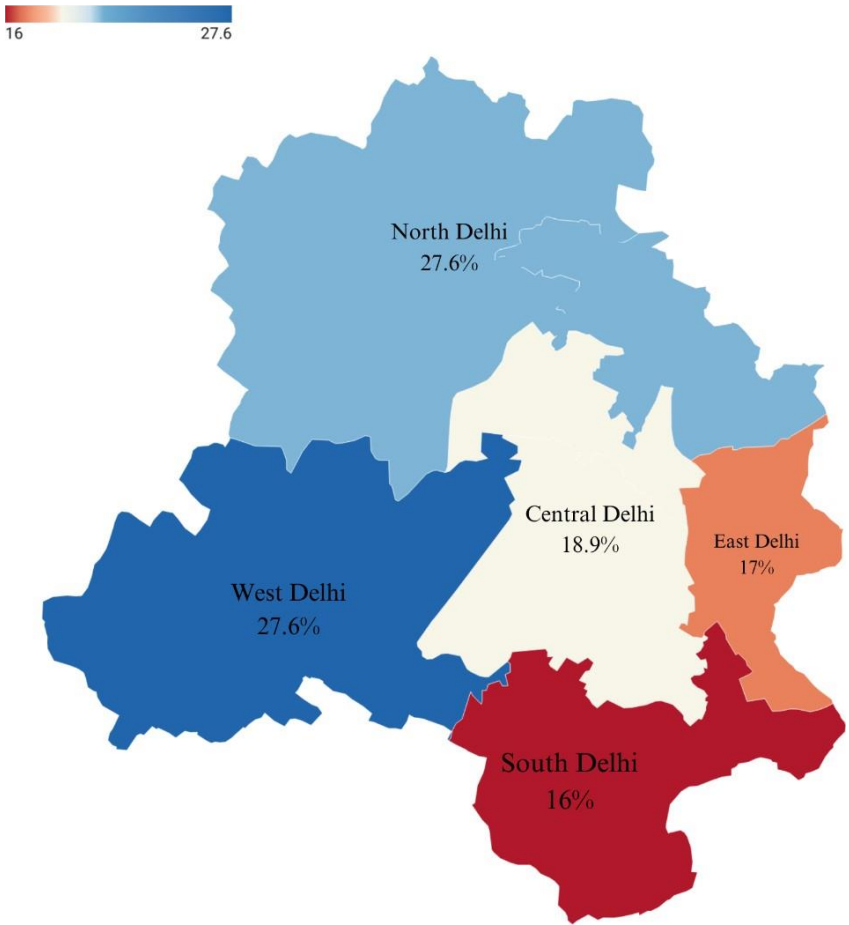 16 27.6
North Delhi
27.6%
Central Delhi
18.9%
East Delhi
17%
West Delhi
27.6%
South Delhi
16%